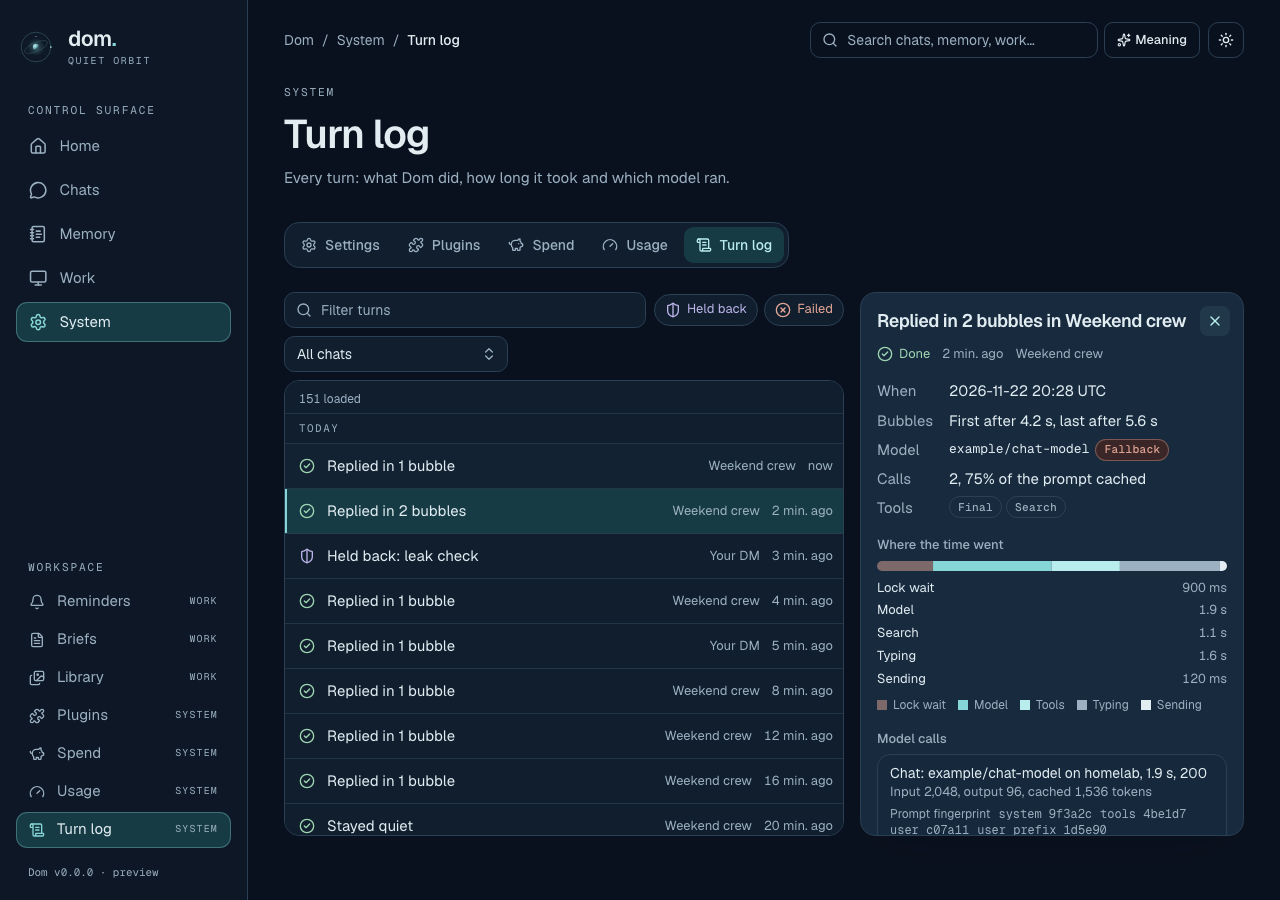 dom.
QUIET ORBIT
CONTROL SURFACE
Home
Chats
Memory
Work
System
WORKSPACE
Reminders WORK
Briefs WORK
Library WORK
Plugins SYSTEM
Spend SYSTEM
Usage SYSTEM
Turn log SYSTEM
Dom v0.0.0 · preview
Dom / System / Turn log
Search chats, memory, work…
Meaning
SYSTEM
Turn log
Every turn: what Dom did, how long it took and which model ran.
Settings Plugins Spend Usage Turn log
Filter turns
Held back
Failed
All chats
151 loaded
TODAY
Replied in 1 bubble Weekend crew now
Replied in 2 bubbles Weekend crew 2 min. ago
Held back: leak check Your DM 3 min. ago
Replied in 1 bubble Weekend crew 4 min. ago
Replied in 1 bubble Your DM 5 min. ago
Replied in 1 bubble Weekend crew 8 min. ago
Replied in 1 bubble Weekend crew 12 min. ago
Replied in 1 bubble Weekend crew 16 min. ago
Stayed quiet Weekend crew 20 min. ago
Replied in 2 bubbles in Weekend crew
Done 2 min. ago Weekend crew
When 2026-11-22 20:28 UTC
Bubbles First after 4.2 s, last after 5.6 s
Model example/chat-model Fallback
Calls 2, 75% of the prompt cached
Tools Final Search
Where the time went
Lock wait 900 ms
Model 1.9 s
Search 1.1 s
Typing 1.6 s
Sending 120 ms
Lock wait Model Tools Typing Sending
Model calls
Chat: example/chat-model on homelab, 1.9 s, 200
Input 2,048, output 96, cached 1,536 tokens
Prompt fingerprint system 9f3a2c tools 4be1d7
user c07a11 user prefix 1d5e90